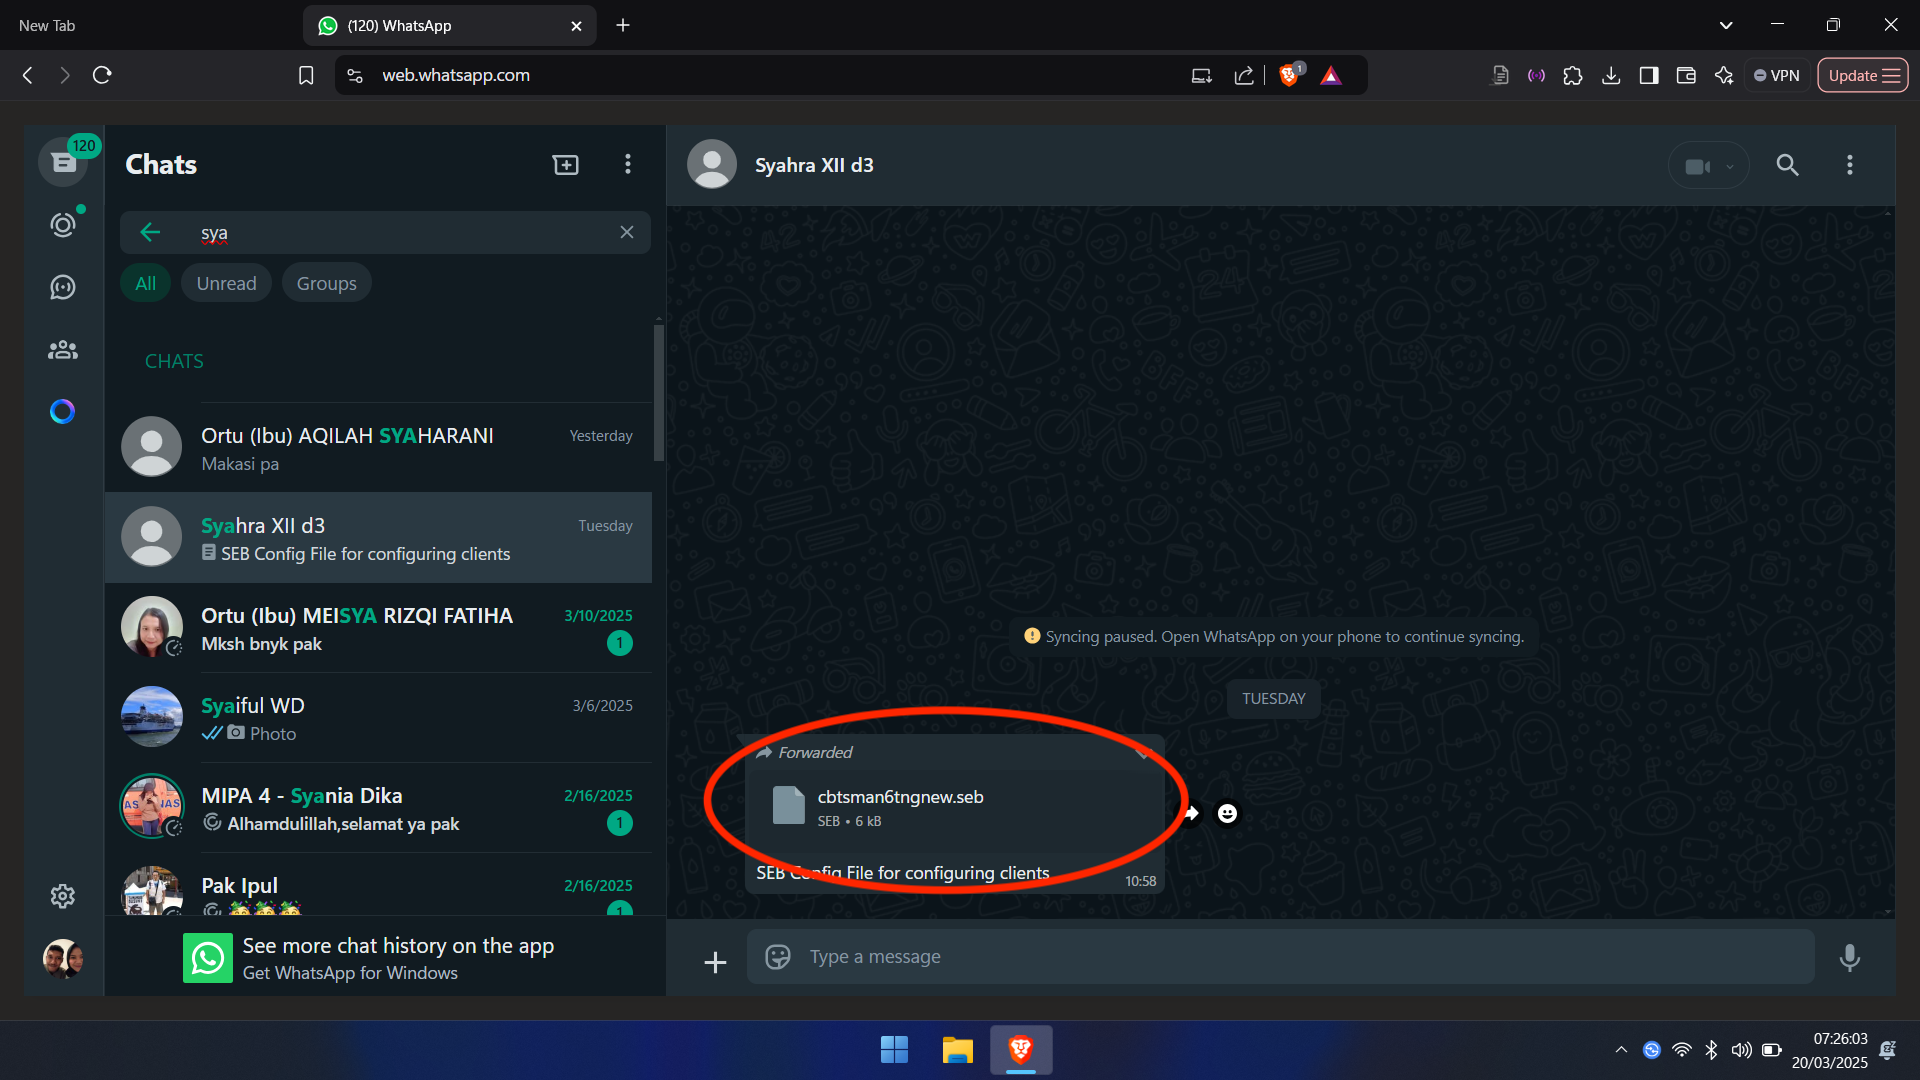 New Tab
(120) WhatsApp
web.whatsapp.com
1
VPN
Update
120
Chats
sya
All
Unread
Groups
CHATS
Ortu (Ibu) AQILAH SYAHARANI
Yesterday
Makasi pa
Syahra XII d3
Tuesday
SEB Config File for configuring clients
Ortu (Ibu) MEISYA RIZQI FATIHA
3/10/2025
Mksh bnyk pak
1
Syaiful WD
3/6/2025
Photo
MIPA 4 - Syania Dika
2/16/2025
Alhamdulillah,selamat ya pak
1
Pak Ipul
2/16/2025
1
See more chat history on the app
Get WhatsApp for Windows
Syahra XII d3
Syncing paused. Open WhatsApp on your phone to continue syncing.
TUESDAY
Forwarded
cbtsman6tngnew.seb
SEB • 6 kB
SEB Config File for configuring clients
10:58
Type a message
07:26:03
20/03/2025